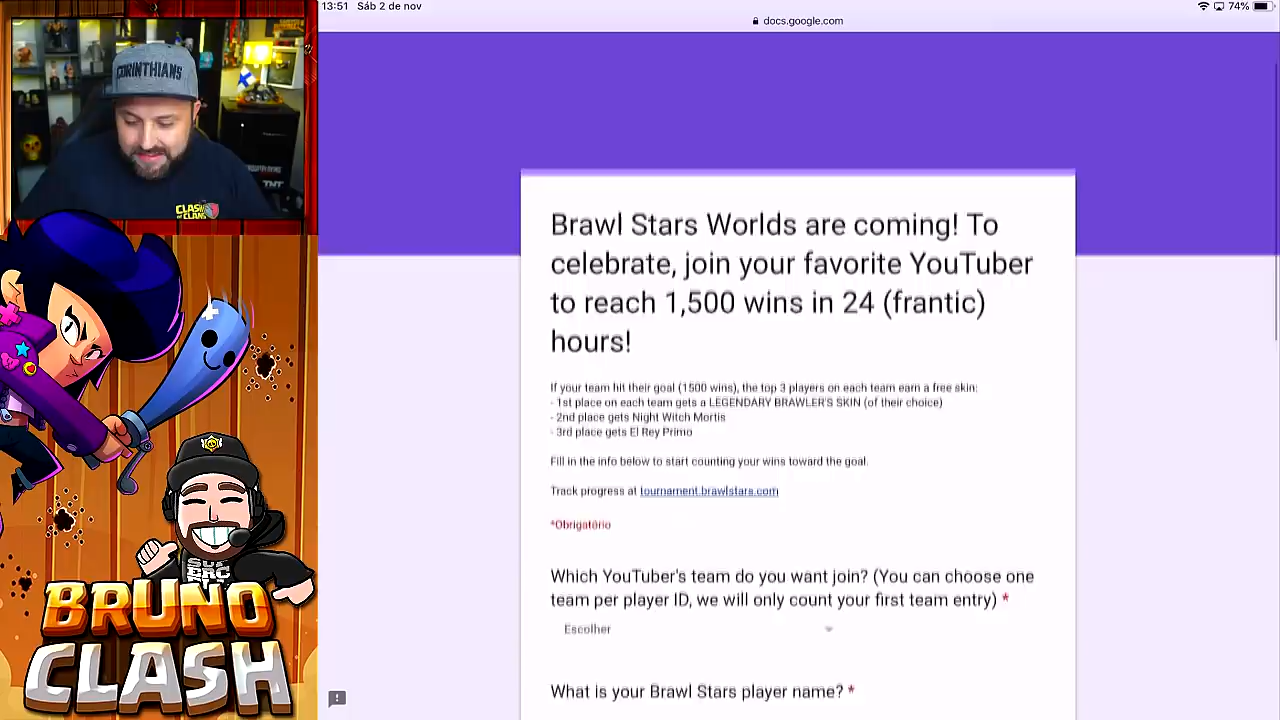 13:51 Sáb 2 de nov
74%
docs.google.com
CORINTHIANS
CLASH
OF CLANS
TNT
Brawl Stars Worlds are coming! To
celebrate, join your favorite YouTuber
to reach 1,500 wins in 24 (frantic)
hours!
If your team hit their goal (1500 wins), the top 3 players on each team earn a free skin:
- 1st place on each team gets a LEGENDARY BRAWLER'S SKIN (of their choice)
- 2nd place gets Night Witch Mortis
- 3rd place gets El Rey Primo
Fill in the info below to start counting your wins toward the goal.
Track progress at tournament.brawlstars.com
*Obrigatório
Which YouTuber's team do you want join? (You can choose one
team per player ID, we will only count your first team entry) *
Escolher
What is your Brawl Stars player name? *
SUP
ERC
BRUNO
CLASH